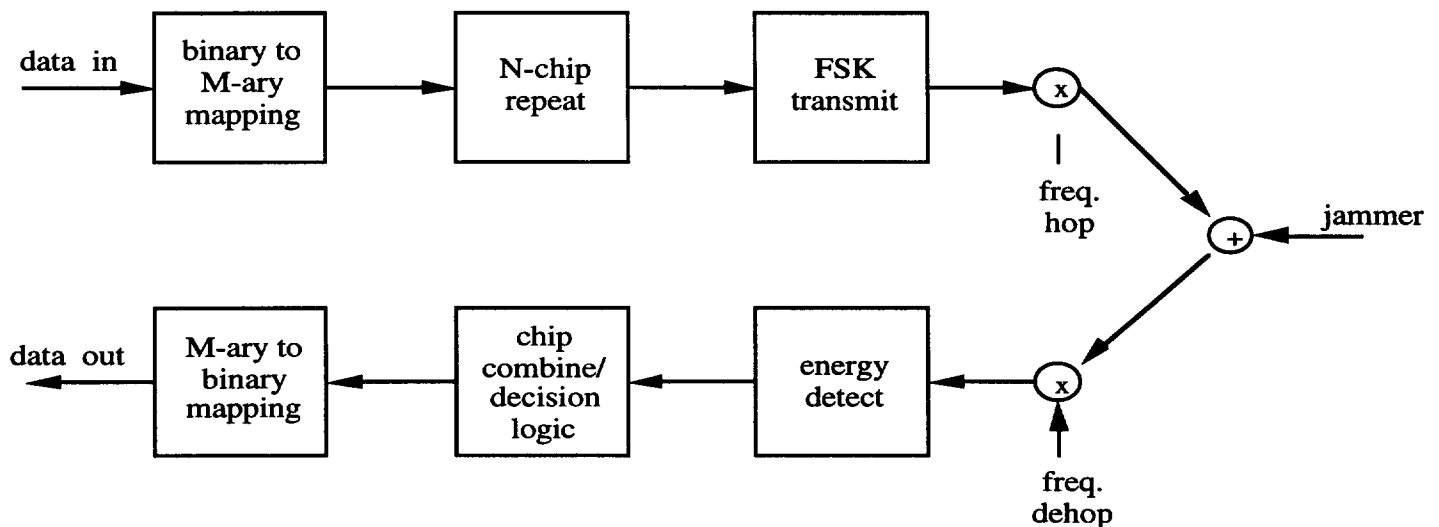 data in
binary to
M-ary
mapping
N-chip
repeat
FSK
transmit
x
freq.
hop
jammer
+
data out
M-ary to
binary
mapping
chip
combine/
decision
logic
energy
detect
x
freq.
dehop